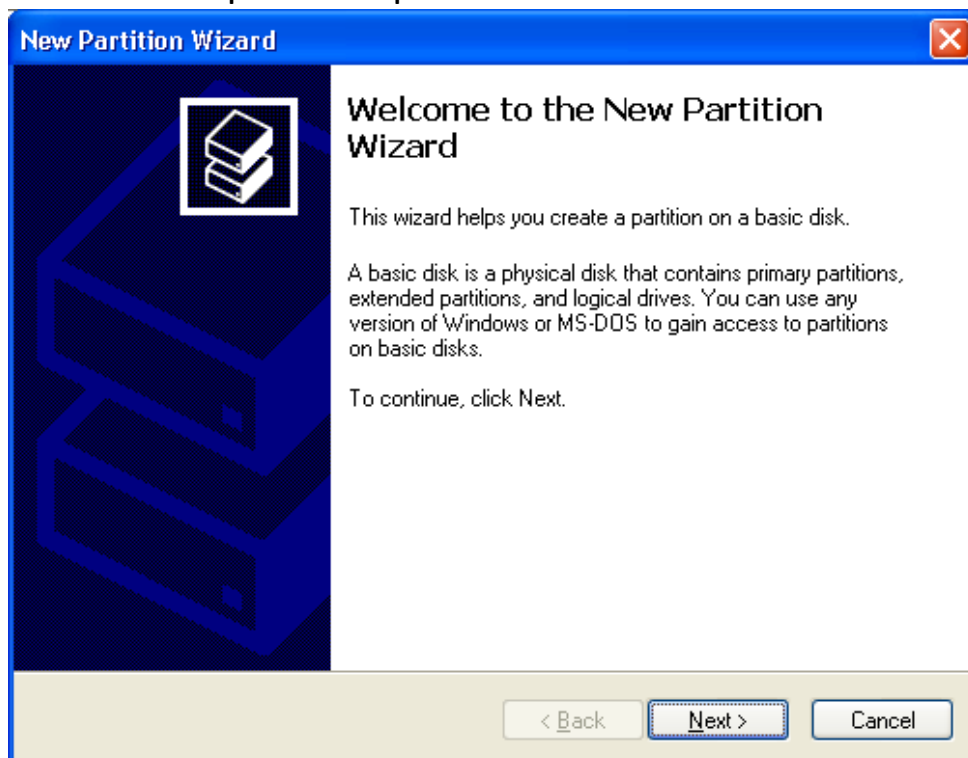 New Partition Wizard
Welcome to the New Partition
Wizard
This wizard helps you create a partition on a basic disk.
A basic disk is a physical disk that contains primary partitions,
extended partitions, and logical drives. You can use any
version of Windows or MS-DOS to gain access to partitions
on basic disks.
To continue, click Next.
< Back Next > Cancel